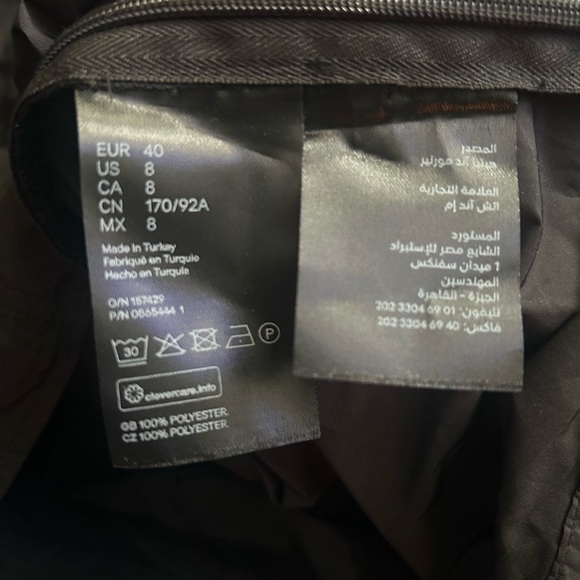 EUR 40
US 8
CA 8
CN 170/92A
MX 8
Made in Turkey
Fabriqué en Turquie
Hecho en Turquía
O/N 157429
P/N 0865444 1
30
P
clevercare.info
GB 100% POLYESTER
CZ 100% POLYESTER
المصدر
هينيز آند موريتز
العلامة التجارية
اتش آند إم
المستورد
الشايع مصر للإستيراد
1 ميدان سفنكس
المهندسين
الجيزة - القاهرة
تليفون: 01 69 3304 202
فاكس: 40 69 3304 202